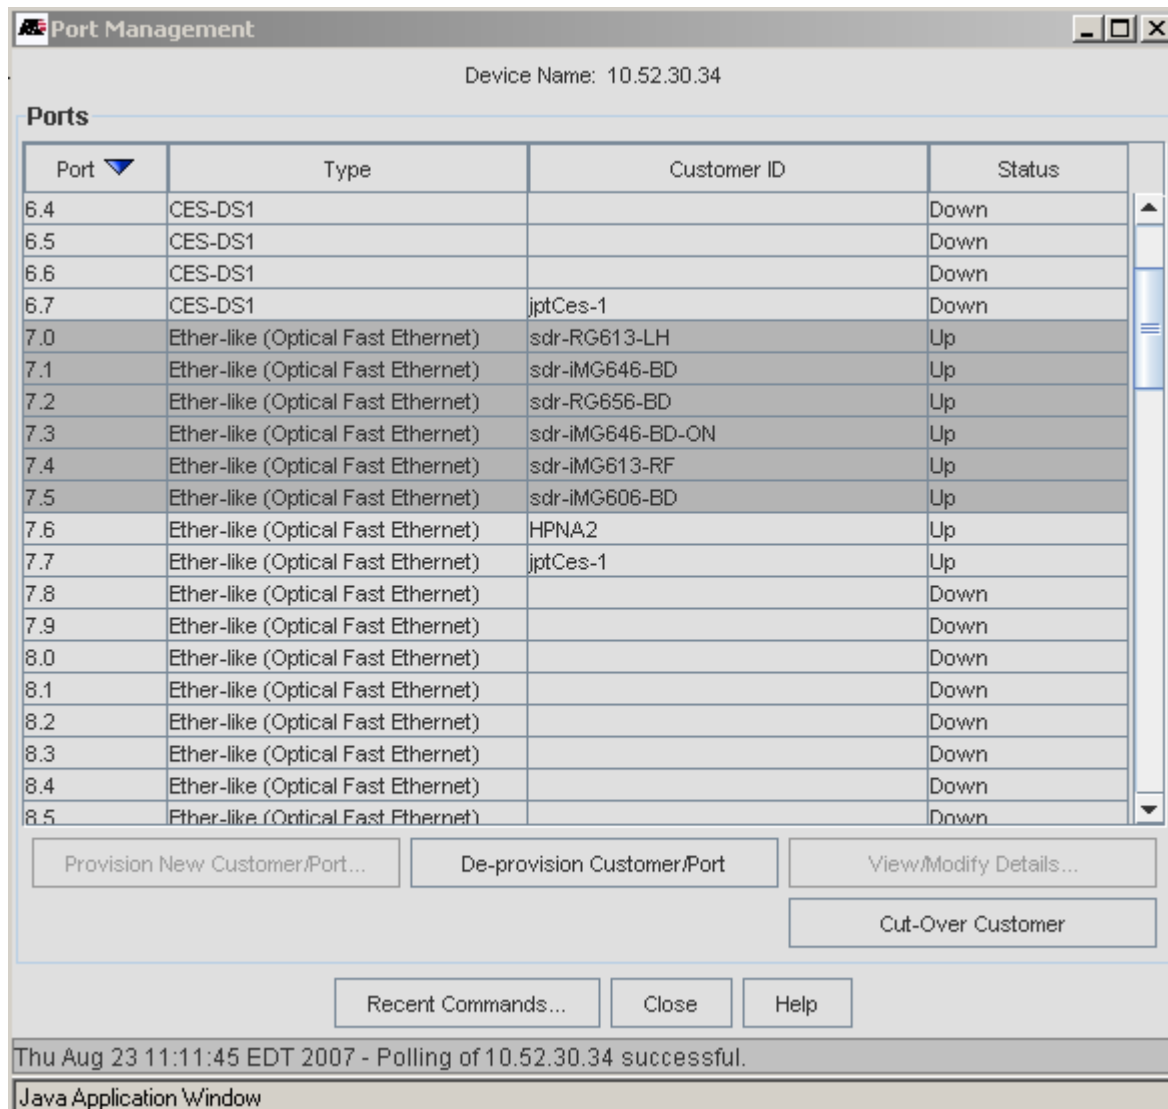 Port Management
Device Name: 10.52.30.34
Ports
Port Type Customer ID Status
6.4 CES-DS1 Down
6.5 CES-DS1 Down
6.6 CES-DS1 Down
6.7 CES-DS1 jptCes-1 Down
7.0 Ether-like (Optical Fast Ethernet) sdr-RG613-LH Up
7.1 Ether-like (Optical Fast Ethernet) sdr-iMG646-BD Up
7.2 Ether-like (Optical Fast Ethernet) sdr-RG656-BD Up
7.3 Ether-like (Optical Fast Ethernet) sdr-iMG646-BD-ON Up
7.4 Ether-like (Optical Fast Ethernet) sdr-iMG613-RF Up
7.5 Ether-like (Optical Fast Ethernet) sdr-iMG606-BD Up
7.6 Ether-like (Optical Fast Ethernet) HPNA2 Up
7.7 Ether-like (Optical Fast Ethernet) jptCes-1 Up
7.8 Ether-like (Optical Fast Ethernet) Down
7.9 Ether-like (Optical Fast Ethernet) Down
8.0 Ether-like (Optical Fast Ethernet) Down
8.1 Ether-like (Optical Fast Ethernet) Down
8.2 Ether-like (Optical Fast Ethernet) Down
8.3 Ether-like (Optical Fast Ethernet) Down
8.4 Ether-like (Optical Fast Ethernet) Down
8.5 Ether-like (Optical Fast Ethernet) Down
Provision New Customer/Port... De-provision Customer/Port View/Modify Details...
Cut-Over Customer
Recent Commands... Close Help
Thu Aug 23 11:11:45 EDT 2007 - Polling of 10.52.30.34 successful.
Java Application Window